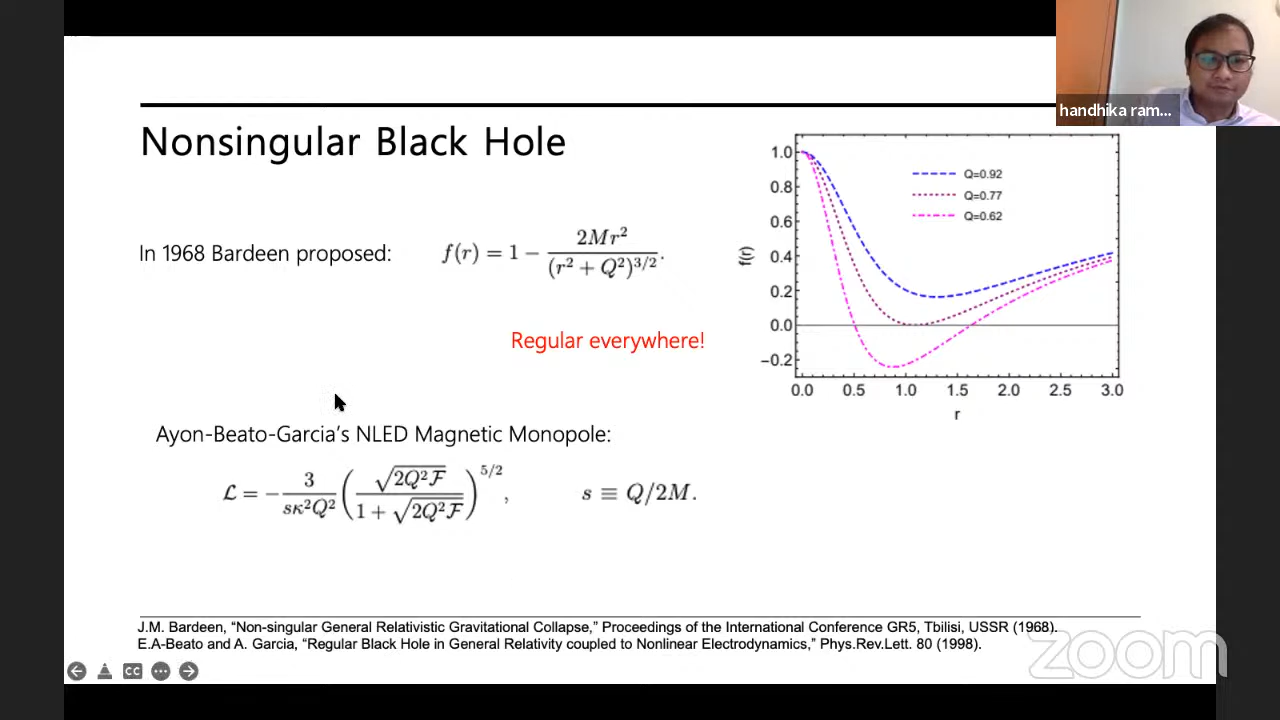 handhika ram...
Nonsingular Black Hole
In 1968 Bardeen proposed: f(r) = 1 − 2Mr² / (r² + Q²)^{3/2}.
Regular everywhere!
1.0
0.8
0.6
0.4
0.2
0.0
−0.2
f(r)
Q=0.92
Q=0.77
Q=0.62
0.0 0.5 1.0 1.5 2.0 2.5 3.0
r
Ayon-Beato-Garcia's NLED Magnetic Monopole:
ℒ = − 3/(sκ²Q²) ( √(2Q²ℱ) / (1 + √(2Q²ℱ)) )^{5/2}, s ≡ Q/2M.
J.M. Bardeen, “Non-singular General Relativistic Gravitational Collapse,” Proceedings of the International Conference GR5, Tbilisi, USSR (1968).
E.A-Beato and A. Garcia, “Regular Black Hole in General Relativity coupled to Nonlinear Electrodynamics,” Phys.Rev.Lett. 80 (1998).
CC
zoom